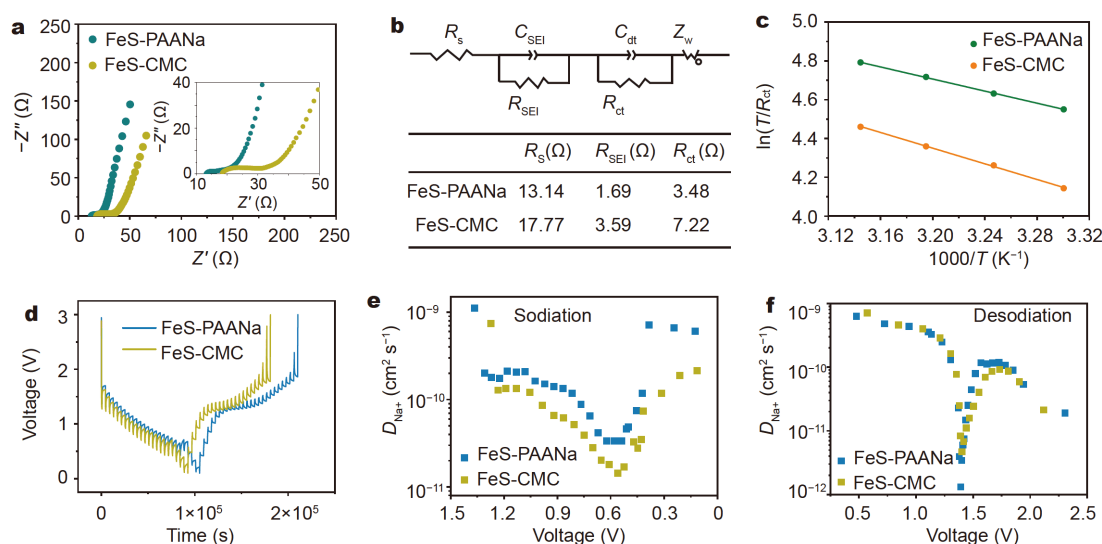 a
250
200
150
100
50
0
−Z″ (Ω)
0 50 100 150 200 250
Z′ (Ω)
FeS-PAANa
FeS-CMC
40
20
0
−Z″ (Ω)
10 30 50
Z′ (Ω)
b
Rs CSEI Cdt Zw
RSEI Rct
RS(Ω) RSEI(Ω) Rct(Ω)
FeS-PAANa 13.14 1.69 3.48
FeS-CMC 17.77 3.59 7.22
c
5.0
4.8
4.6
4.4
4.2
4.0
ln(T/Rct)
FeS-PAANa
FeS-CMC
3.12 3.16 3.20 3.24 3.28 3.32
1000/T (K−1)
d
3
2
1
0
Voltage (V)
FeS-PAANa
FeS-CMC
0 1×10⁵ 2×10⁵
Time (s)
e
10⁻⁹
10⁻¹⁰
10⁻¹¹
DNa+ (cm² s⁻¹)
Sodiation
FeS-PAANa
FeS-CMC
1.5 1.2 0.9 0.6 0.3 0
Voltage (V)
f
10⁻⁹
10⁻¹⁰
10⁻¹¹
10⁻¹²
DNa+ (cm² s⁻¹)
Desodiation
FeS-PAANa
FeS-CMC
0.5 1.0 1.5 2.0 2.5
Voltage (V)